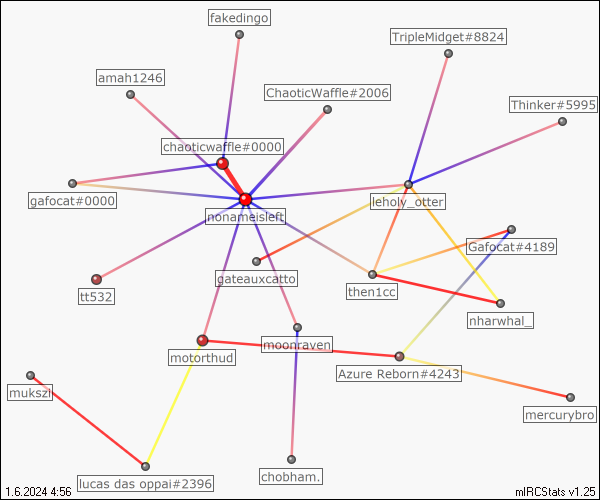 fakedingo
TripleMidget#8824
amah1246
ChaoticWaffle#2006
Thinker#5995
chaoticwaffle#0000
gafocat#0000
leholy_otter
nonameisleft
Gafocat#4189
gateauxcatto
then1cc
tt532
nharwhal_
moonraven
motorthud
Azure Reborn#4243
mukszi
mercurybro
chobham.
lucas das oppai#2396
1.6.2024 4:56
mIRCStats v1.25